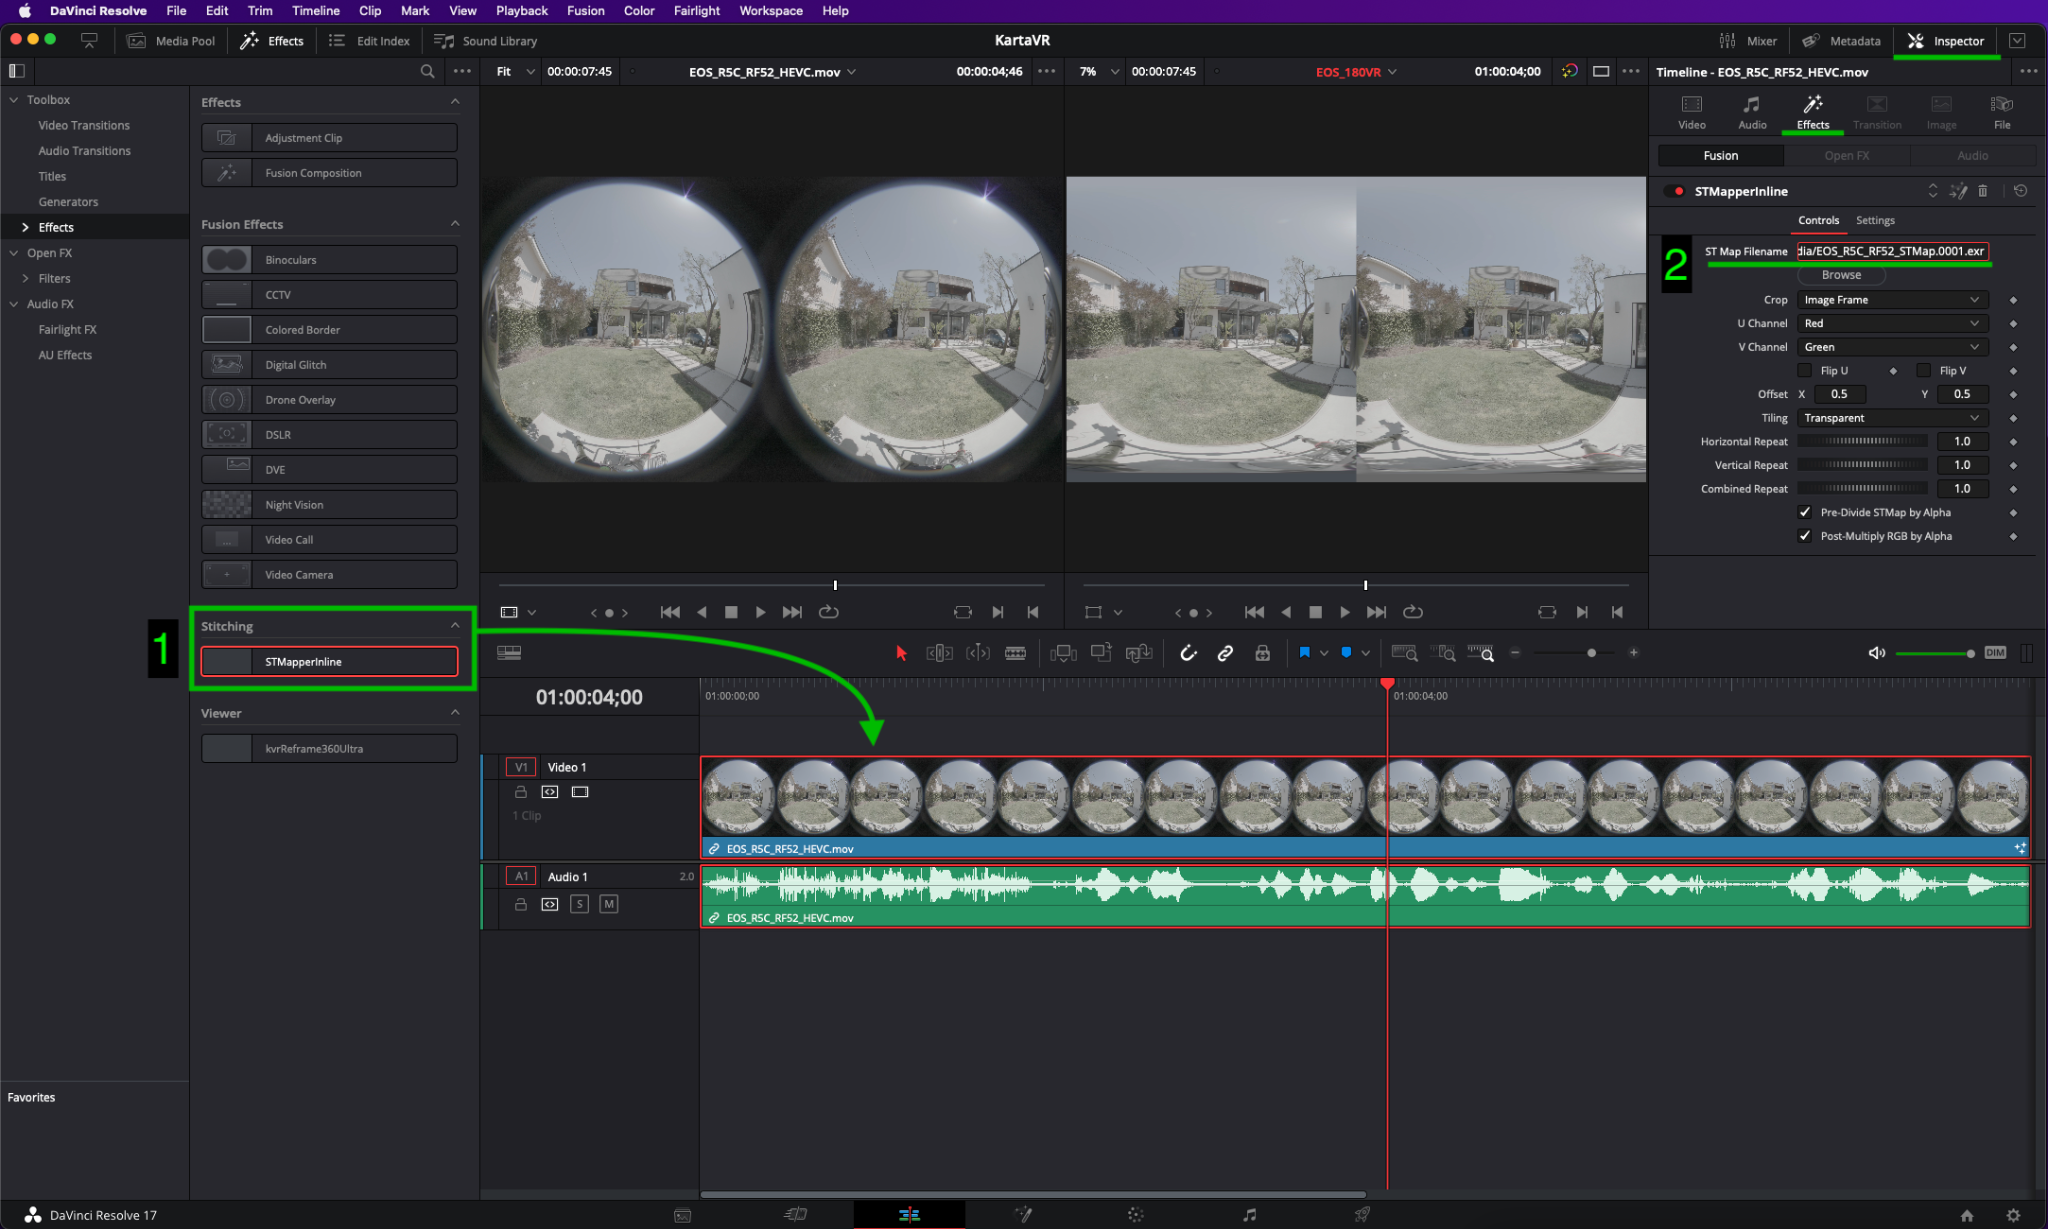 DaVinci Resolve File Edit Trim Timeline Clip Mark View Playback Fusion Color Fairlight Workspace Help
Media Pool Effects Edit Index Sound Library KartaVR Mixer Metadata Inspector
Fit 00:00:07:45 EOS_R5C_RF52_HEVC.mov 00:00:04;46 7% 00:00:07:45 EOS_180VR 01:00:04;00 Timeline - EOS_R5C_RF52_HEVC.mov
Toolbox
Video Transitions
Audio Transitions
Titles
Generators
Effects
Open FX
Filters
Audio FX
Fairlight FX
AU Effects
Favorites
Effects
Adjustment Clip
Fusion Composition
Fusion Effects
Binoculars
CCTV
Colored Border
Digital Glitch
Drone Overlay
DSLR
DVE
Night Vision
Video Call
Video Camera
1
Stitching
STMapperInline
Viewer
kvrReframe360Ultra
Video Audio Effects Transition Image File
Fusion Open FX Audio
STMapperInline
Controls Settings
2
ST Map Filename dia/EOS_R5C_RF52_STMap.0001.exr
Browse
Crop Image Frame
U Channel Red
V Channel Green
Flip U Flip V
Offset X 0.5 Y 0.5
Tiling Transparent
Horizontal Repeat 1.0
Vertical Repeat 1.0
Combined Repeat 1.0
Pre-Divide STMap by Alpha
Post-Multiply RGB by Alpha
DIM
01:00:04;00 01:00:00;00 01:00:04;00
V1 Video 1
1 Clip
EOS_R5C_RF52_HEVC.mov
A1 Audio 1 2.0
S M
EOS_R5C_RF52_HEVC.mov
DaVinci Resolve 17